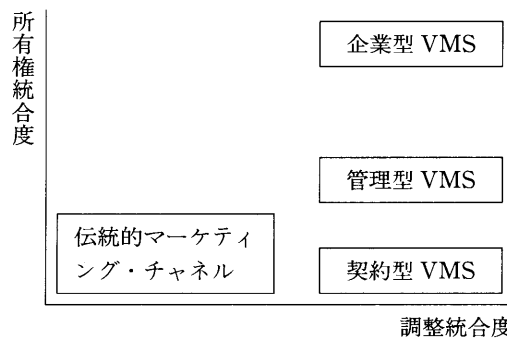 所有権統合度
企業型 VMS
管理型 VMS
伝統的マーケティ
ング・チャネル
契約型 VMS
調整統合度